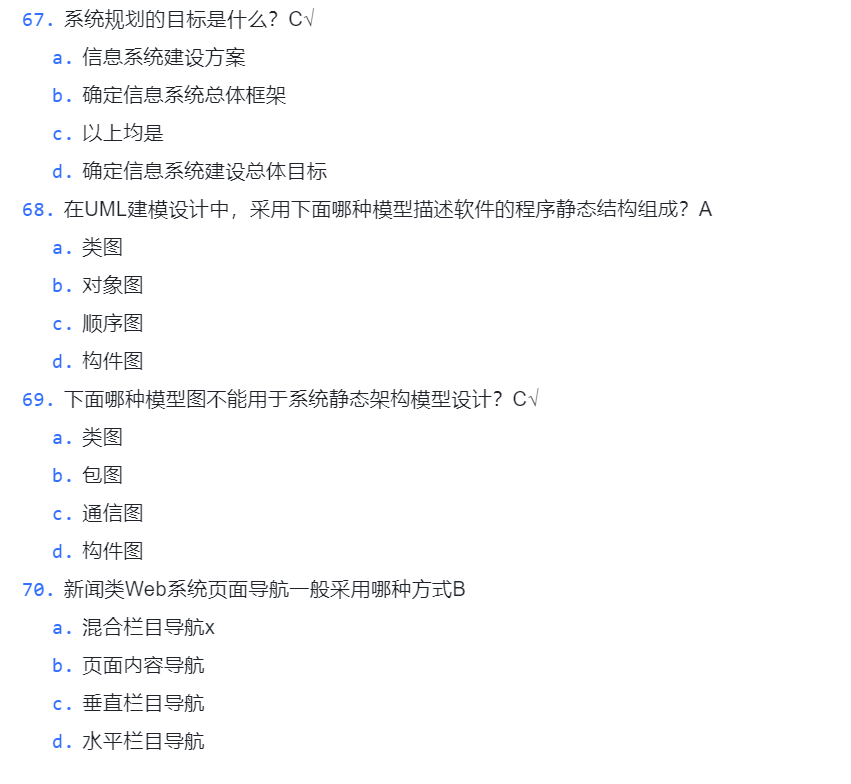 67. 系统规划的目标是什么？C√
a. 信息系统建设方案
b. 确定信息系统总体框架
c. 以上均是
d. 确定信息系统建设总体目标
68. 在UML建模设计中，采用下面哪种模型描述软件的程序静态结构组成？A
a. 类图
b. 对象图
c. 顺序图
d. 构件图
69. 下面哪种模型图不能用于系统静态架构模型设计？C√
a. 类图
b. 包图
c. 通信图
d. 构件图
70. 新闻类Web系统页面导航一般采用哪种方式B
a. 混合栏目导航x
b. 页面内容导航
c. 垂直栏目导航
d. 水平栏目导航